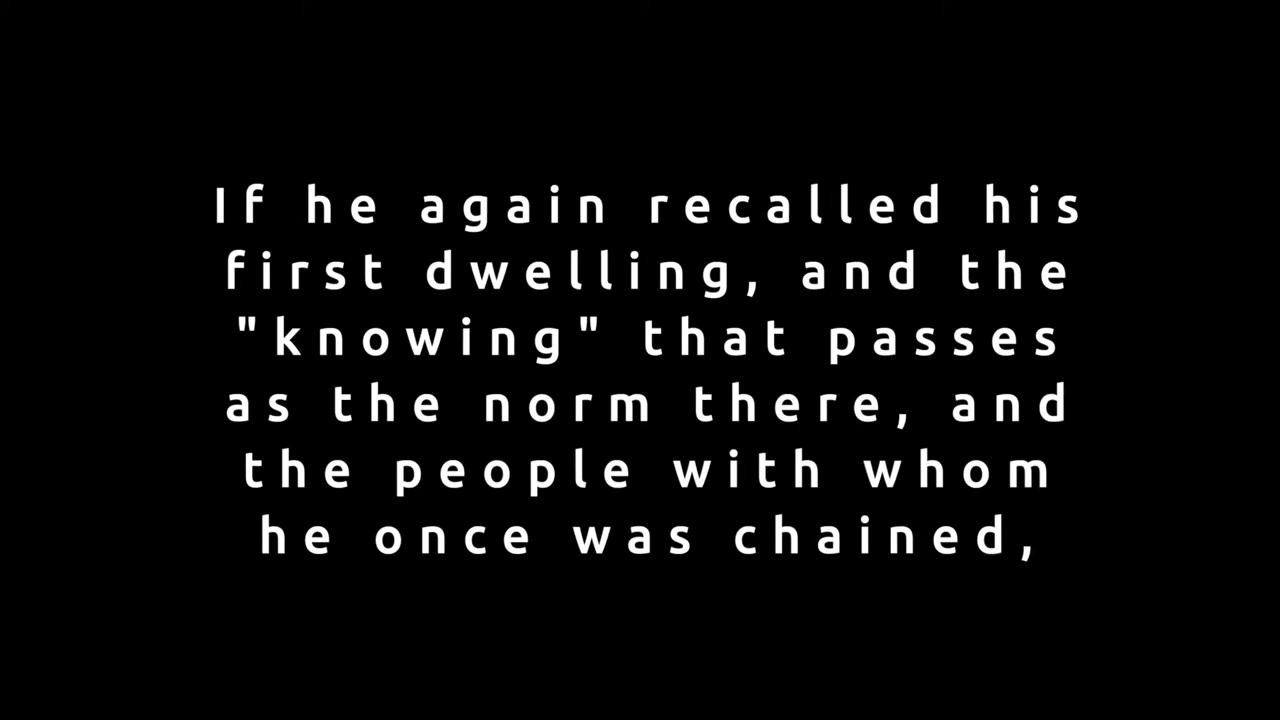 If he again recalled his
first dwelling, and the
"knowing" that passes
as the norm there, and
the people with whom
he once was chained,